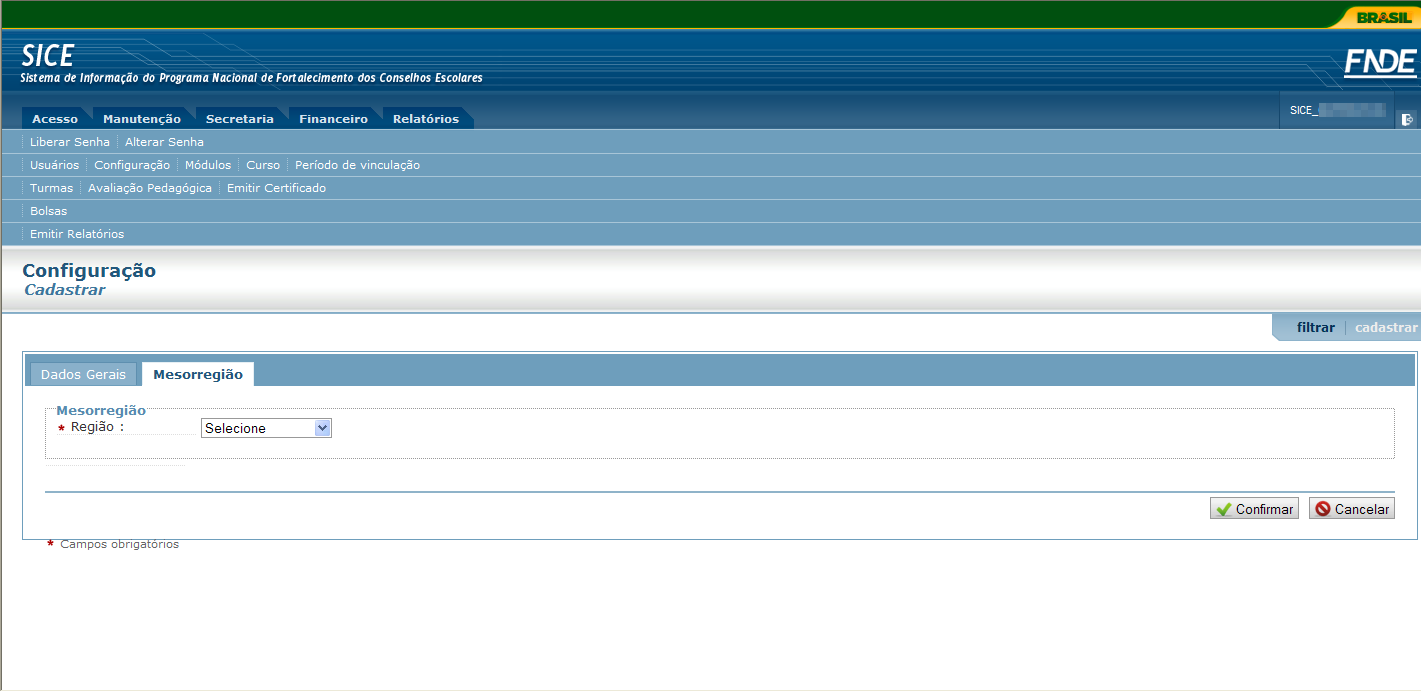 BRASIL
SICE
Sistema de Informação do Programa Nacional de Fortalecimento dos Conselhos Escolares
FNDE
Acesso Manutenção Secretaria Financeiro Relatórios
SICE_
Liberar Senha Alterar Senha
Usuários Configuração Módulos Curso Período de vinculação
Turmas Avaliação Pedagógica Emitir Certificado
Bolsas
Emitir Relatórios
Configuração
Cadastrar
filtrar cadastrar
Dados Gerais Mesorregião
Mesorregião
* Região : Selecione
Confirmar Cancelar
* Campos obrigatórios